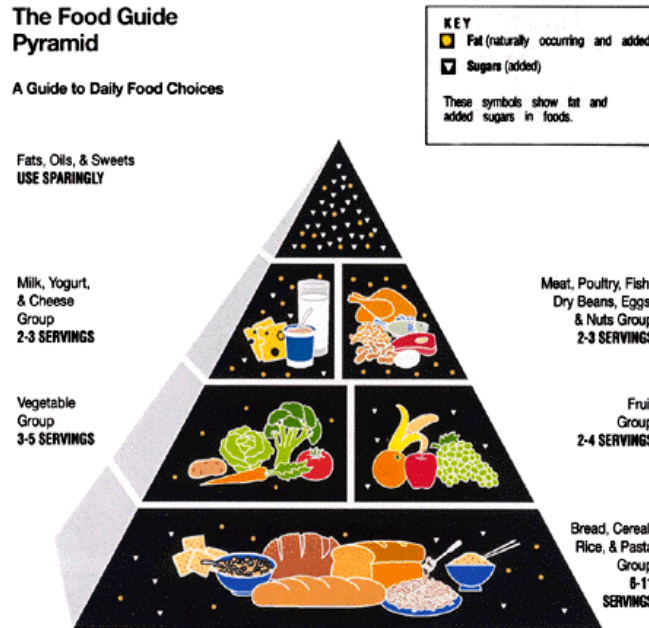 The Food Guide
Pyramid
A Guide to Daily Food Choices
KEY
Fat (naturally occurring and added
Sugars (added)
These symbols show fat and
added sugars in foods.
Fats, Oils, & Sweets
USE SPARINGLY
Milk, Yogurt,
& Cheese
Group
2-3 SERVINGS
Meat, Poultry, Fish
Dry Beans, Eggs
& Nuts Group
2-3 SERVINGS
Vegetable
Group
3-5 SERVINGS
Frui
Group
2-4 SERVINGS
Bread, Cereal
Rice, & Pasta
Group
6-11
SERVINGS